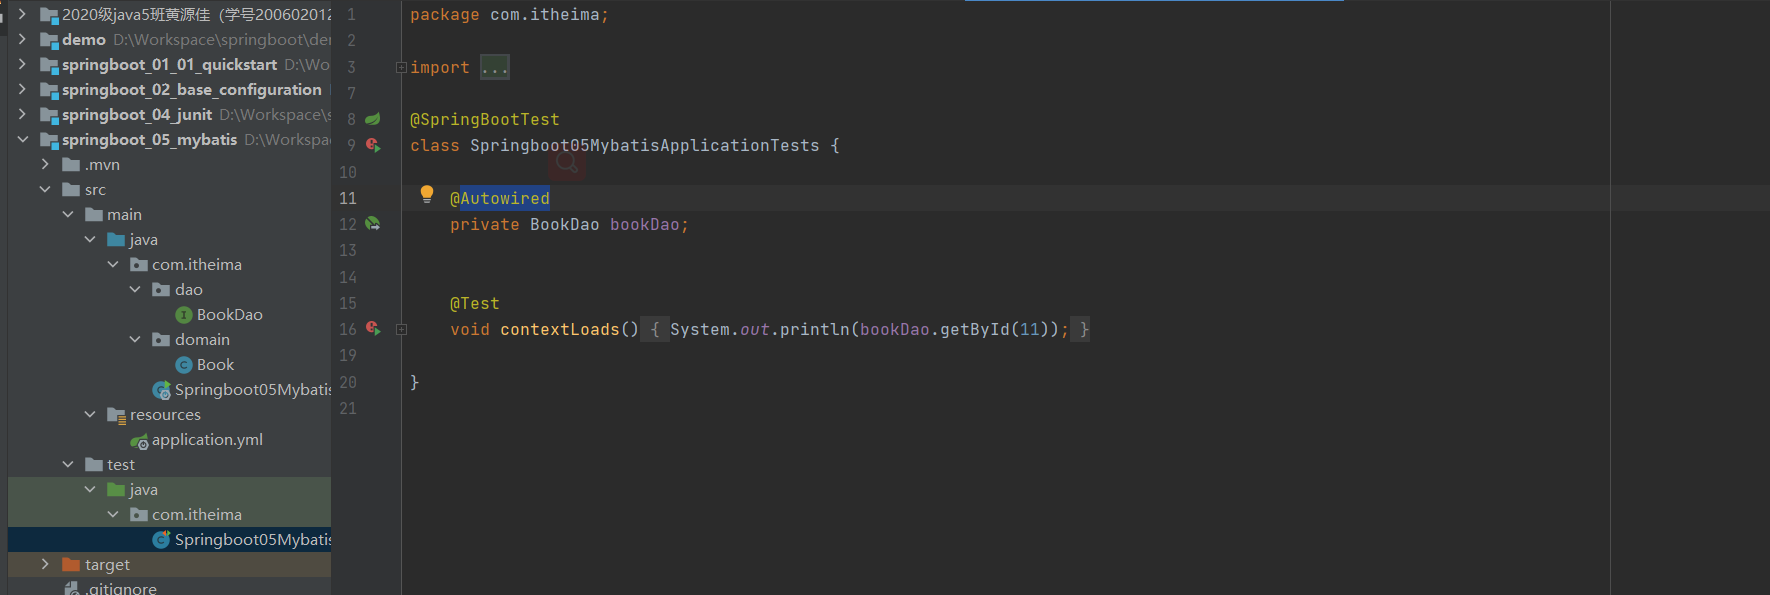 2020级java5班黄源佳（学号200602012
demo D:\Workspace\springboot\der
springboot_01_01_quickstart D:\Wo
springboot_02_base_configuration
springboot_04_junit D:\Workspace\s
springboot_05_mybatis D:\Workspa
.mvn
src
main
java
com.itheima
dao
BookDao
domain
Book
Springboot05Mybatis
resources
application.yml
test
java
com.itheima
Springboot05Mybatis
target
.gitignore
1 package com.itheima;
2
3 import ...
7
8 @SpringBootTest
9 class Springboot05MybatisApplicationTests {
10
11 @Autowired
12 private BookDao bookDao;
13
14
15 @Test
16 void contextLoads() { System.out.println(bookDao.getById(11)); }
19
20 }
21